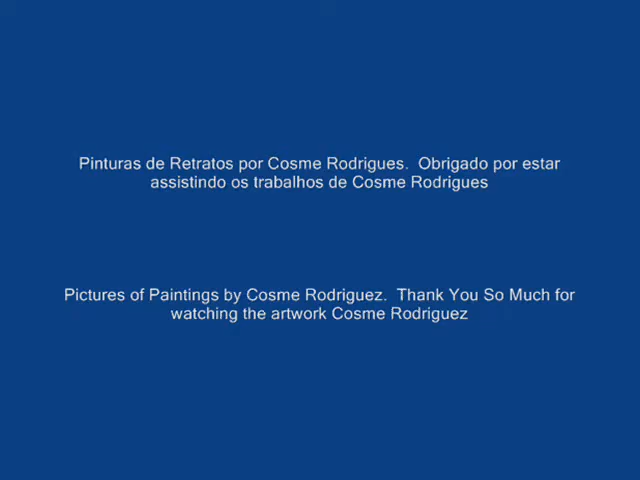 Pinturas de Retratos por Cosme Rodrigues.  Obrigado por estar
assistindo os trabalhos de Cosme Rodrigues
Pictures of Paintings by Cosme Rodriguez.  Thank You So Much for
watching the artwork Cosme Rodriguez